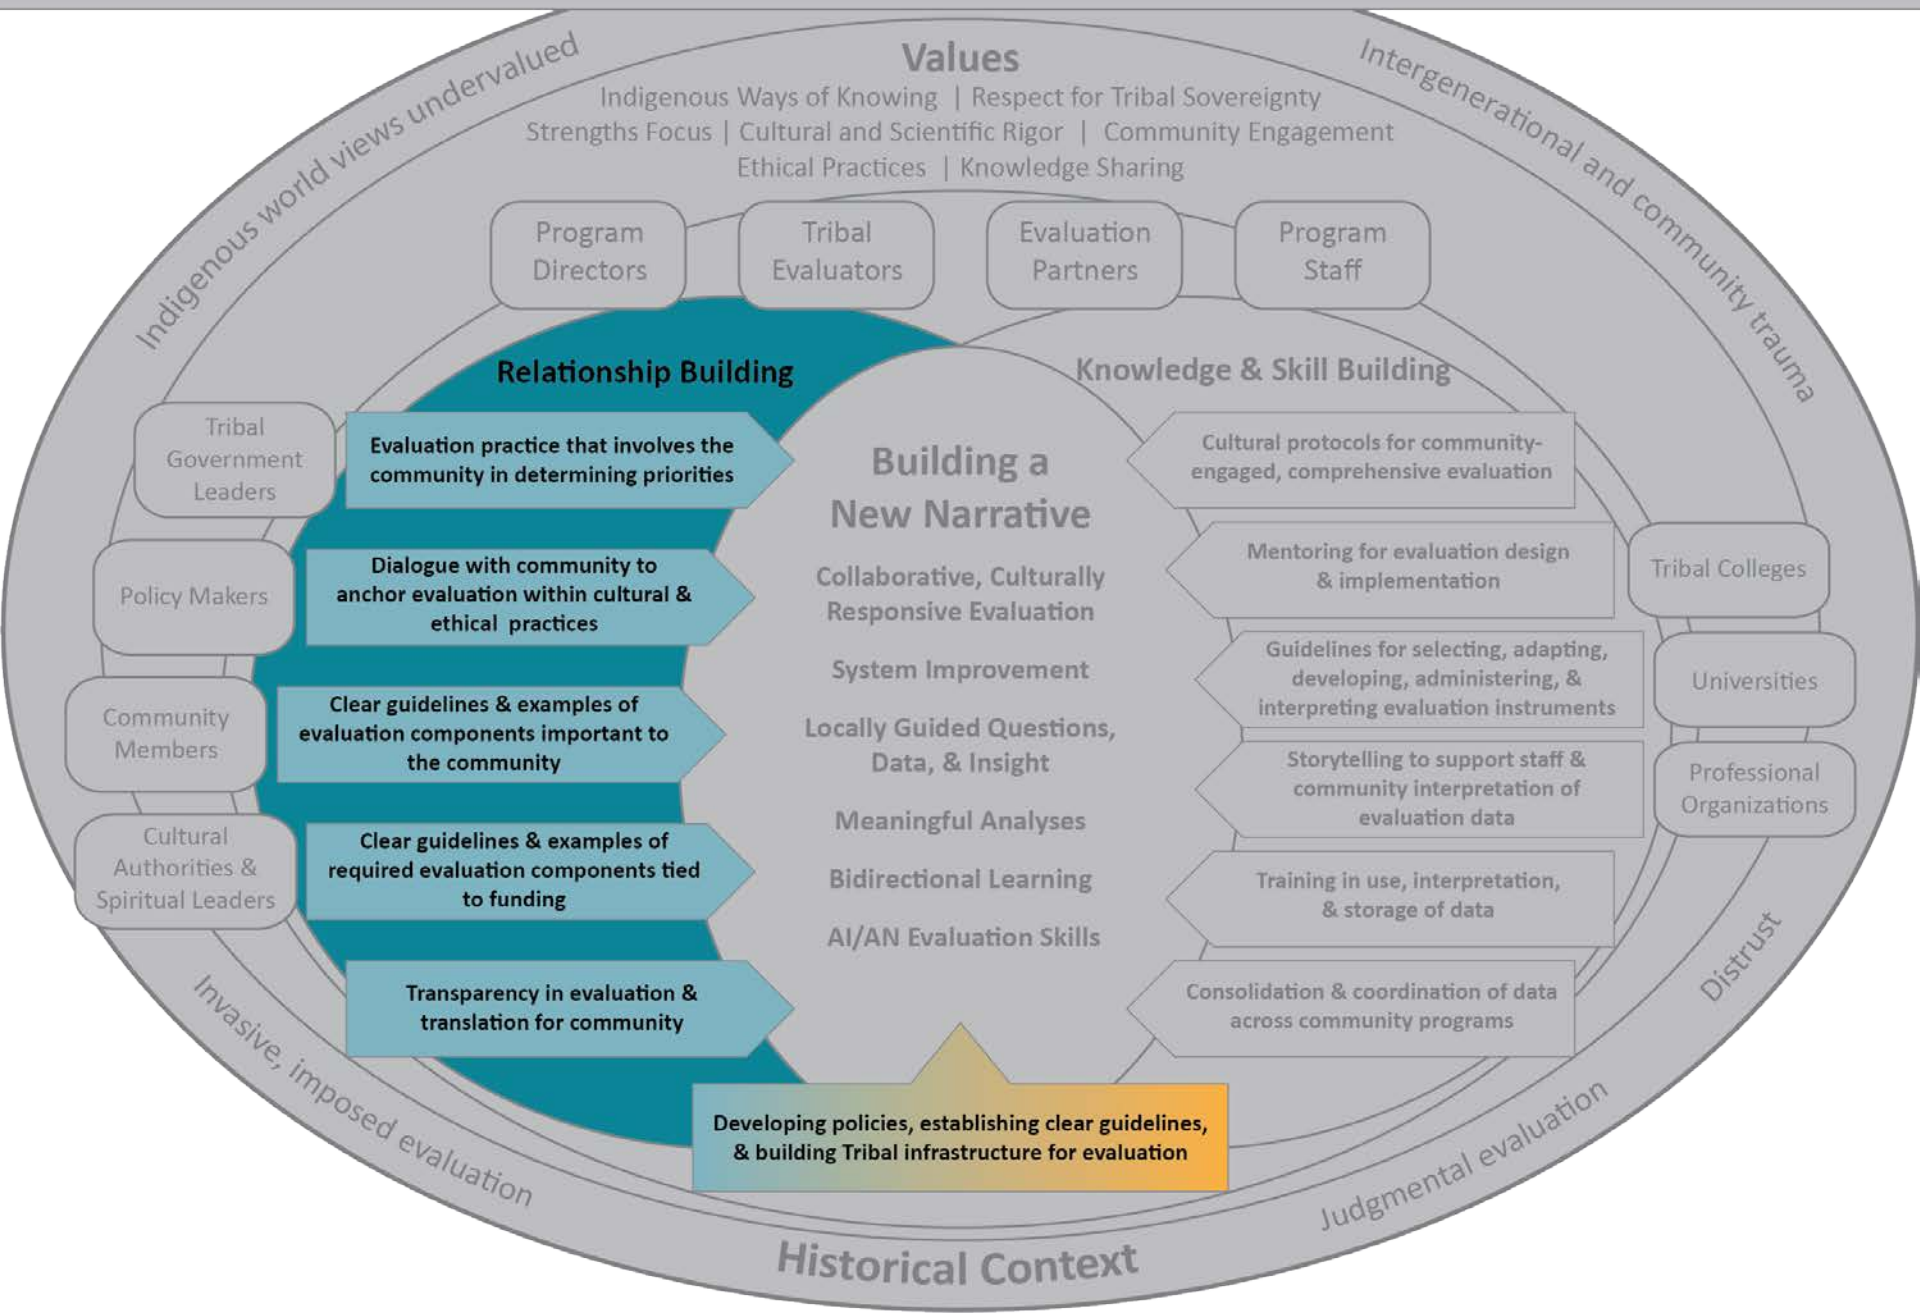 Values
Indigenous Ways of Knowing | Respect for Tribal Sovereignty
Strengths Focus | Cultural and Scientific Rigor | Community Engagement
Ethical Practices | Knowledge Sharing
Indigenous world views undervalued
Intergenerational and community trauma
Program
Directors
Tribal
Evaluators
Evaluation
Partners
Program
Staff
Tribal
Government
Leaders
Policy Makers
Community
Members
Cultural
Authorities &
Spiritual Leaders
Relationship Building
Evaluation practice that involves the
community in determining priorities
Dialogue with community to
anchor evaluation within cultural &
ethical practices
Clear guidelines & examples of
evaluation components important to
the community
Clear guidelines & examples of
required evaluation components tied
to funding
Transparency in evaluation &
translation for community
Building a
New Narrative
Collaborative, Culturally
Responsive Evaluation
System Improvement
Locally Guided Questions,
Data, & Insight
Meaningful Analyses
Bidirectional Learning
AI/AN Evaluation Skills
Knowledge & Skill Building
Cultural protocols for community-
engaged, comprehensive evaluation
Mentoring for evaluation design
& implementation
Guidelines for selecting, adapting,
developing, administering, &
interpreting evaluation instruments
Storytelling to support staff &
community interpretation of
evaluation data
Training in use, interpretation,
& storage of data
Consolidation & coordination of data
across community programs
Tribal Colleges
Universities
Professional
Organizations
Developing policies, establishing clear guidelines,
& building Tribal infrastructure for evaluation
Invasive, imposed evaluation
Distrust
Judgmental evaluation
Historical Context